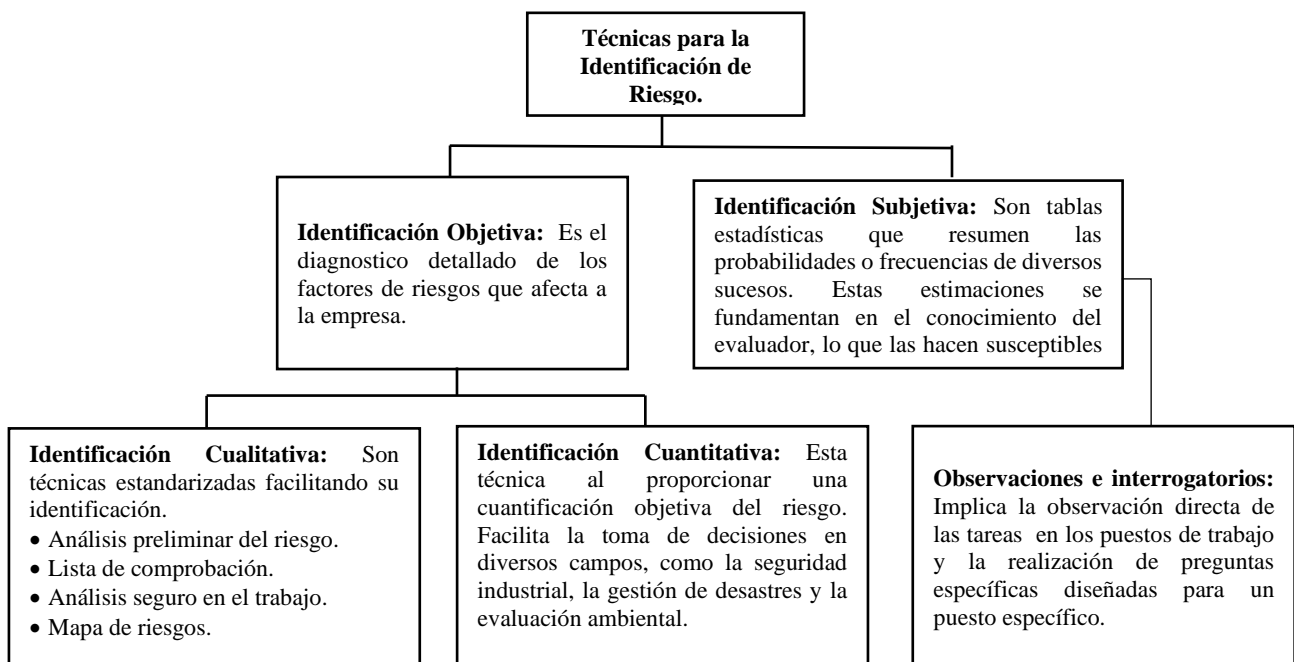 Técnicas para la
Identificación de
Riesgo.
Identificación Objetiva: Es el
diagnostico detallado de los
factores de riesgos que afecta a
la empresa.
Identificación Subjetiva: Son tablas
estadísticas que resumen las
probabilidades o frecuencias de diversos
sucesos. Estas estimaciones se
fundamentan en el conocimiento del
evaluador, lo que las hacen susceptibles
Identificación Cualitativa: Son
técnicas estandarizadas facilitando su
identificación.
• Análisis preliminar del riesgo.
• Lista de comprobación.
• Análisis seguro en el trabajo.
• Mapa de riesgos.
Identificación Cuantitativa: Esta
técnica al proporcionar una
cuantificación objetiva del riesgo.
Facilita la toma de decisiones en
diversos campos, como la seguridad
industrial, la gestión de desastres y la
evaluación ambiental.
Observaciones e interrogatorios:
Implica la observación directa de
las tareas en los puestos de trabajo
y la realización de preguntas
específicas diseñadas para un
puesto específico.